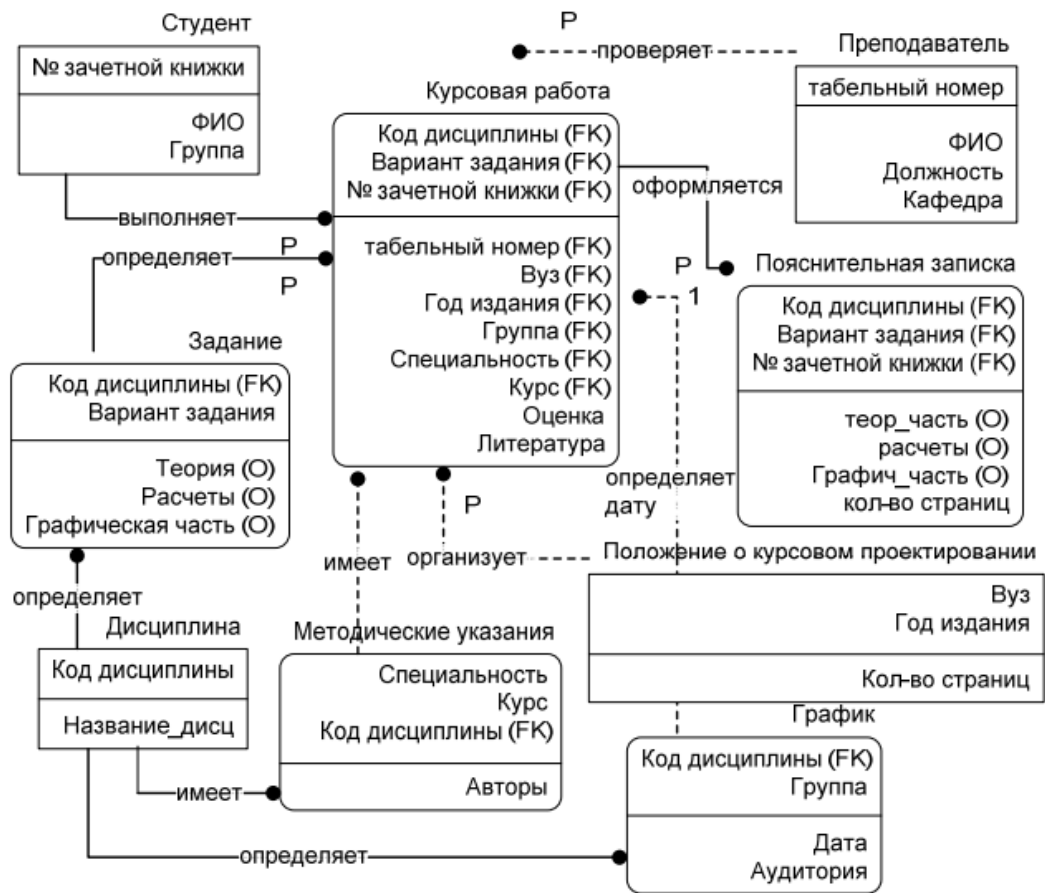 Студент
№ зачетной книжки
ФИО
Группа
Р
проверяет
Преподаватель
табельный номер
ФИО
Должность
Кафедра
Курсовая работа
Код дисциплины (FK)
Вариант задания (FK)
№ зачетной книжки (FK)
табельный номер (FK)
Вуз (FK)
Год издания (FK)
Группа (FK)
Специальность (FK)
Курс (FK)
Оценка
Литература
выполняет
определяет
Р
Р
оформляется
Р
1
Пояснительная записка
Код дисциплины (FK)
Вариант задания (FK)
№ зачетной книжки (FK)
теор_часть (О)
расчеты (О)
Графич_часть (О)
кол-во страниц
Задание
Код дисциплины (FK)
Вариант задания
Теория (О)
Расчеты (О)
Графическая часть (О)
определяет
дату
Р
имеет
организует
Положение о курсовом проектировании
Вуз
Год издания
Кол-во страниц
определяет
Дисциплина
Код дисциплины
Название_дисц
Методические указания
Специальность
Курс
Код дисциплины (FK)
Авторы
имеет
График
Код дисциплины (FK)
Группа
Дата
Аудитория
определяет